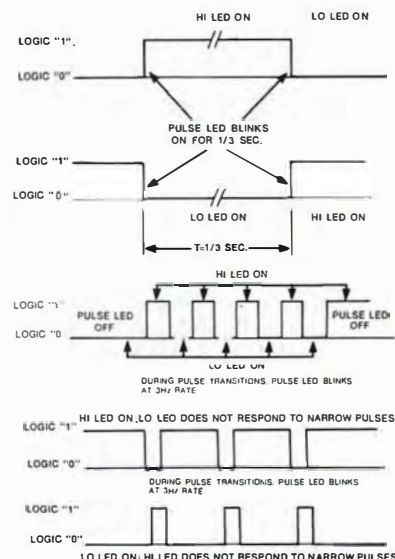 HI LED ON LO LED ON
LOGIC "1".
LOGIC "0"
PULSE LED BLINKS
ON FOR 1/3 SEC.
LOGIC "1"
LOGIC "0"
LO LED ON HI LED ON
T=1/3 SEC.
HI LED ON
LOGIC "1"
PULSE LED
OFF
PULSE LED
OFF
LOGIC "0
LO LED ON
DURING PULSE TRANSITIONS, PULSE LED BLINKS
AT 3Hz RATE
HI LED ON, LO LEO DOES NOT RESPOND TO NARROW PULSES
LOGIC "1"
LOGIC "0"
DURING PULSE TRANSITIONS, PULSE LED BLINKS
AT 3Hz RATE
LOGIC "1"
LOGIC "0"
LO LED ON; HI LED DOES NOT RESPOND TO NARROW PULSES